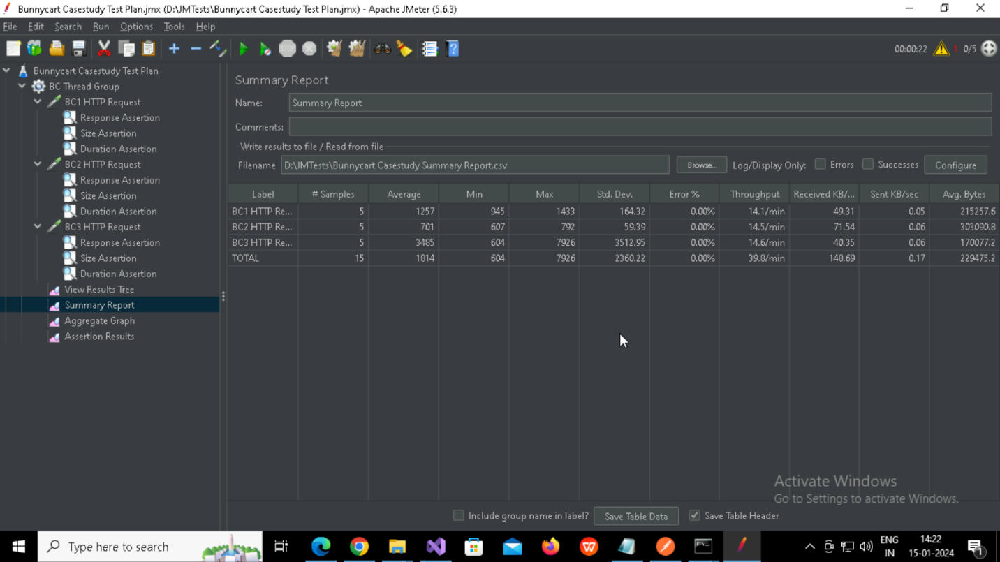 Bunnycart Casestudy Test Plan.jmx (D:\JMTests\Bunnycart Casestudy Test Plan.jmx) - Apache JMeter (5.6.3)
File Edit Search Run Options Tools Help
STOP 00:00:22 1 0/5
Bunnycart Casestudy Test Plan
BC Thread Group
BC1 HTTP Request
Response Assertion
Size Assertion
Duration Assertion
BC2 HTTP Request
Response Assertion
Size Assertion
Duration Assertion
BC3 HTTP Request
Response Assertion
Size Assertion
Duration Assertion
View Results Tree
Summary Report
Aggregate Graph
Assertion Results
Summary Report
Name: Summary Report
Comments:
Write results to file / Read from file
Filename D:\JMTests\Bunnycart Casestudy Summary Report.csv Browse... Log/Display Only: Errors Successes Configure
Label # Samples Average Min Max Std. Dev. Error % Throughput Received KB/... Sent KB/sec Avg. Bytes
BC1 HTTP Re... 5 1257 945 1433 164.32 0.00% 14.1/min 49.31 0.05 215257.6
BC2 HTTP Re... 5 701 607 792 59.39 0.00% 14.5/min 71.54 0.06 303090.8
BC3 HTTP Re... 5 3485 604 7926 3512.95 0.00% 14.6/min 40.35 0.06 170077.2
TOTAL 15 1814 604 7926 2360.22 0.00% 39.8/min 148.69 0.17 229475.2
Activate Windows
Go to Settings to activate Windows.
Include group name in label? Save Table Data Save Table Header
Type here to search
ENG
IN
14:22
15-01-2024
1